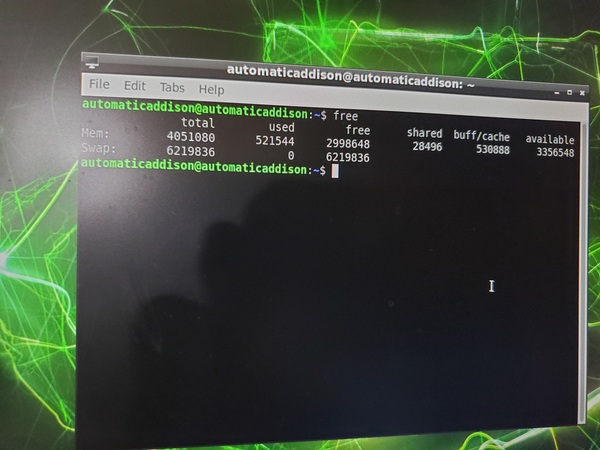 automaticaddison@automaticaddison: ~
File Edit Tabs Help
automaticaddison@automaticaddison:~$ free
total used free shared buff/cache available
Mem: 4051080 521544 2998648 28496 530888 3356548
Swap: 6219836 0 6219836
automaticaddison@automaticaddison:~$